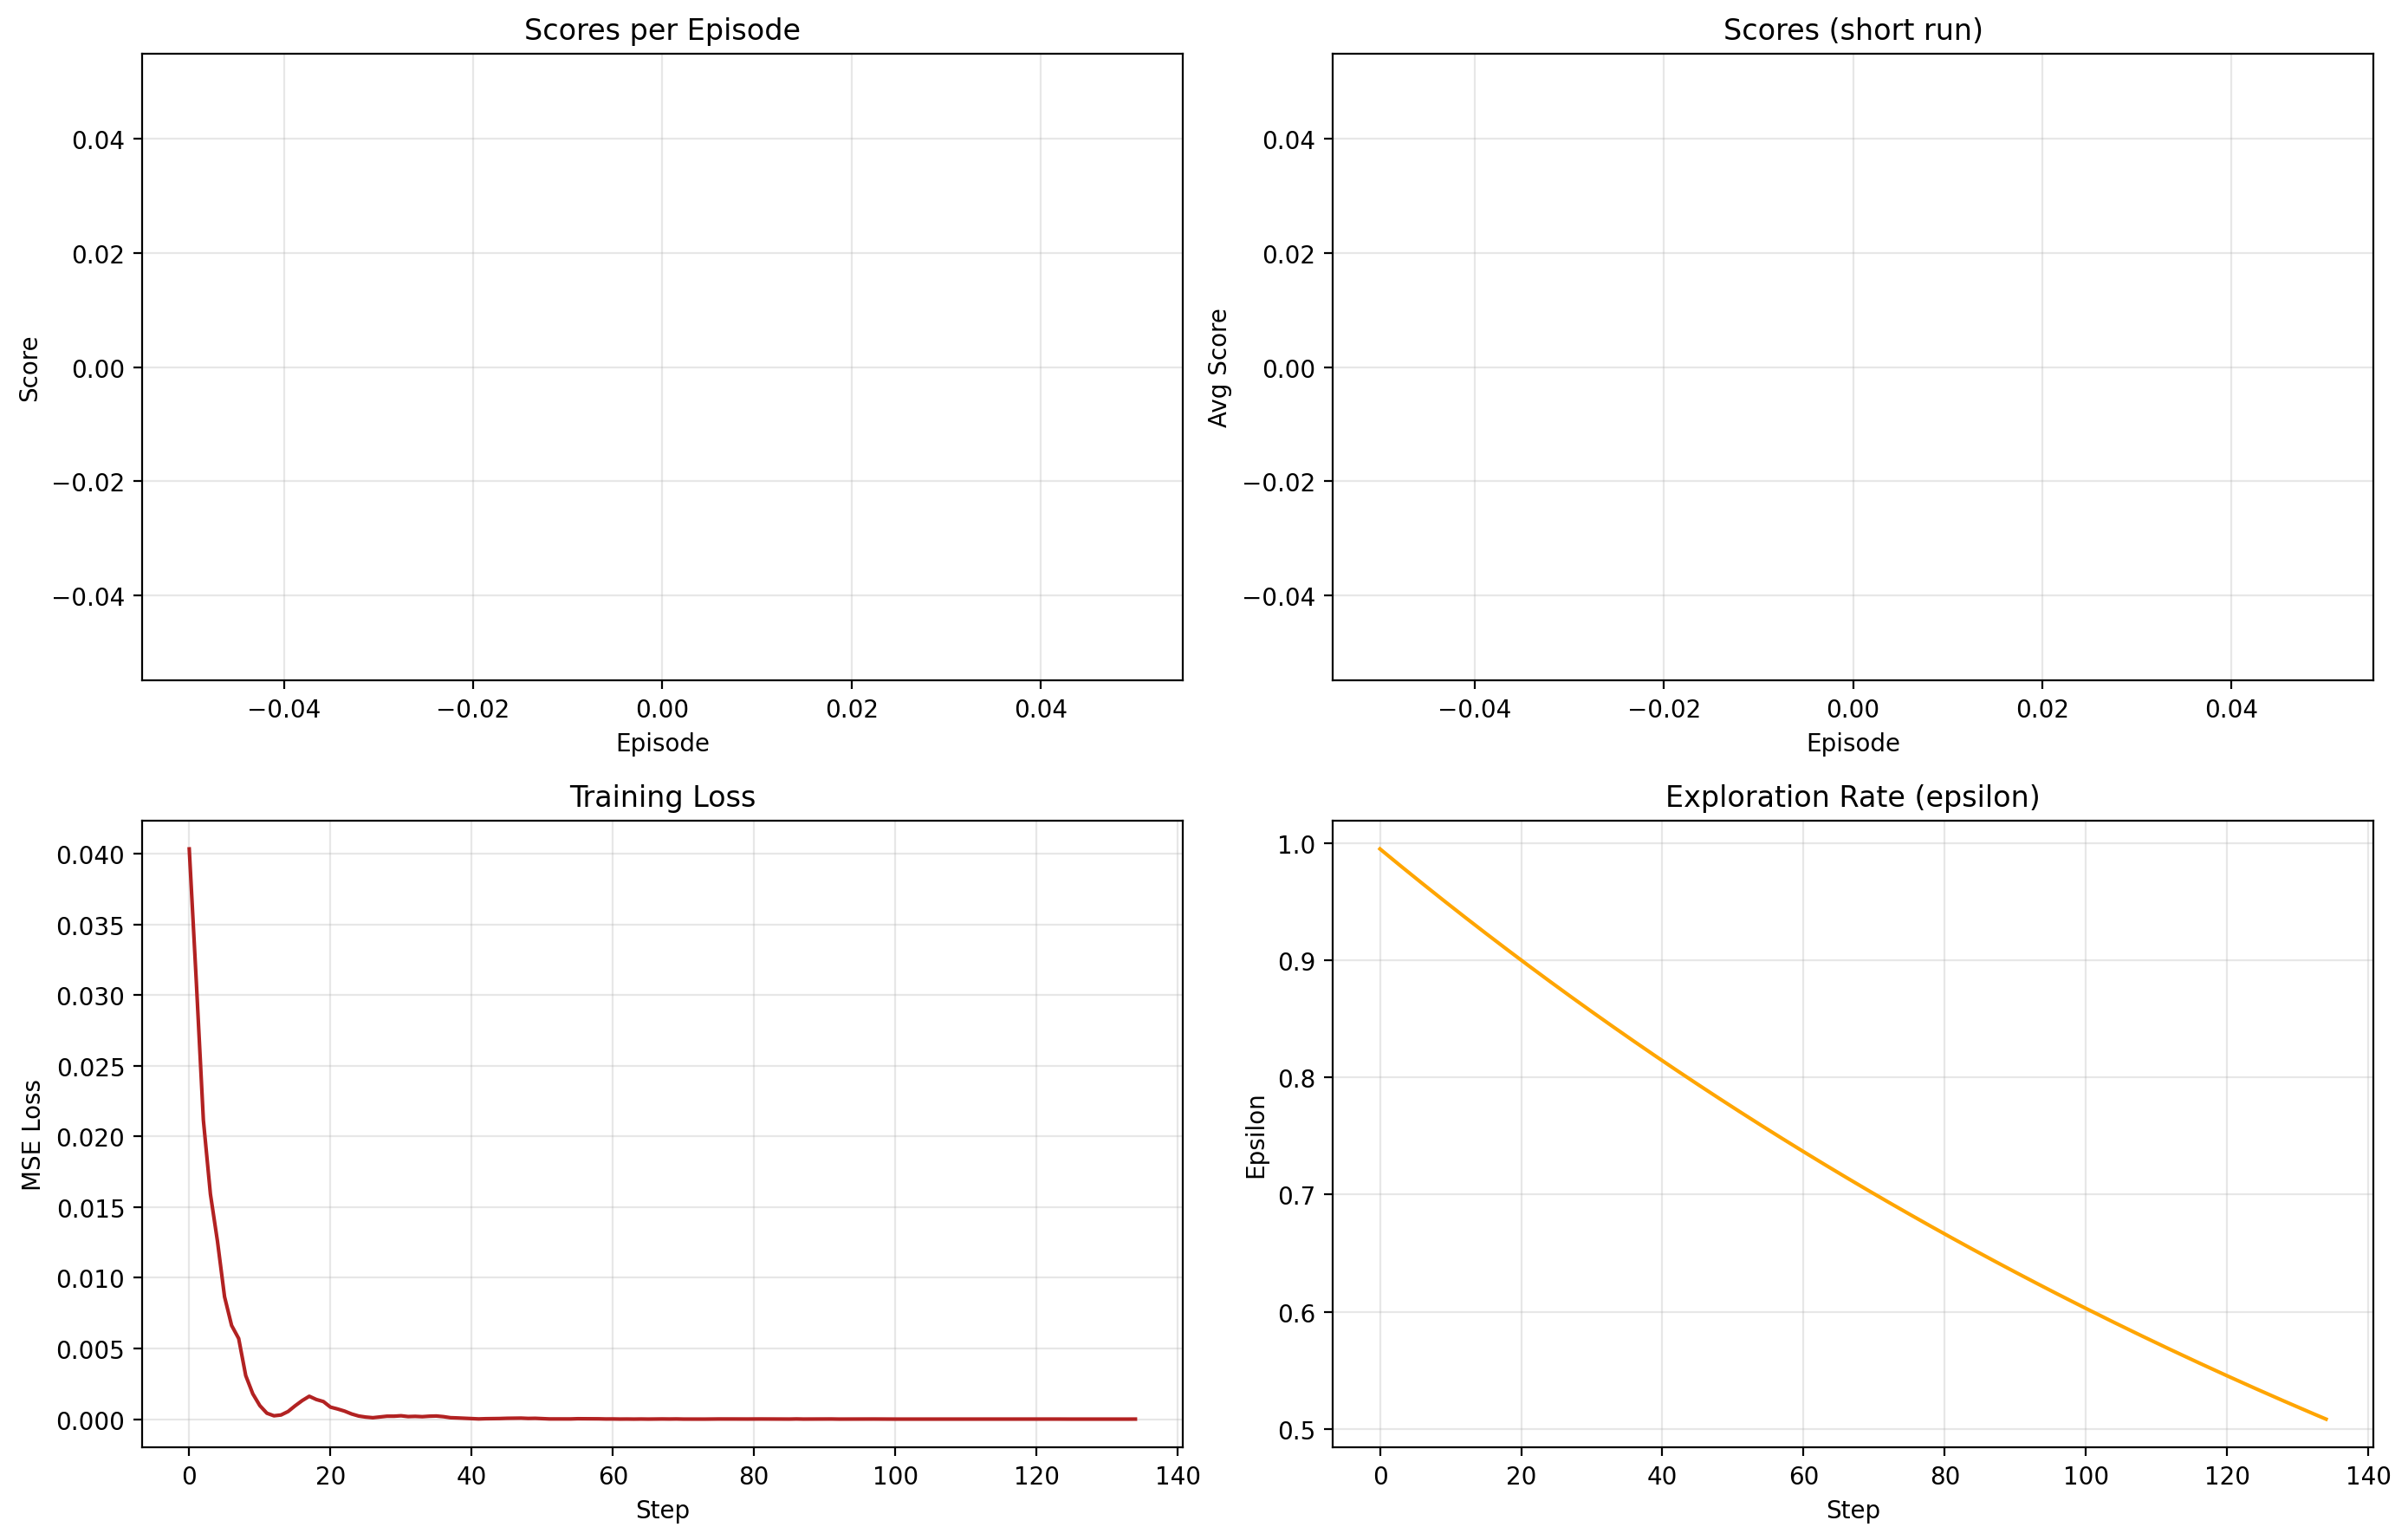 Scores per Episode
Score
0.04
0.02
0.00
−0.02
−0.04
−0.04 −0.02 0.00 0.02 0.04
Episode
Scores (short run)
Avg Score
0.04
0.02
0.00
−0.02
−0.04
−0.04 −0.02 0.00 0.02 0.04
Episode
Training Loss
MSE Loss
0.040
0.035
0.030
0.025
0.020
0.015
0.010
0.005
0.000
0 20 40 60 80 100 120 140
Step
Exploration Rate (epsilon)
Epsilon
1.0
0.9
0.8
0.7
0.6
0.5
0 20 40 60 80 100 120 140
Step